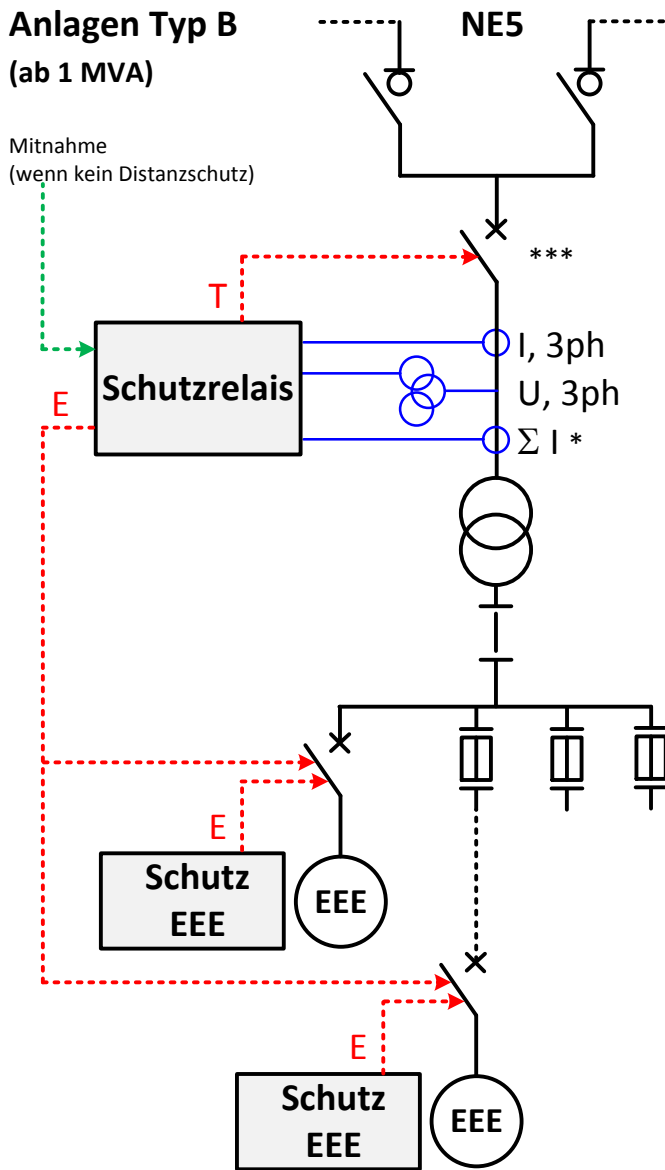 Anlagen Typ B
NE5
(ab 1 MVA)
Mitnahme
(wenn kein Distanzschutz)
***
T
I, 3ph
Schutzrelais
U, 3ph
E
Σ I *
E
Schutz
EEE
EEE
E
Schutz
EEE
EEE